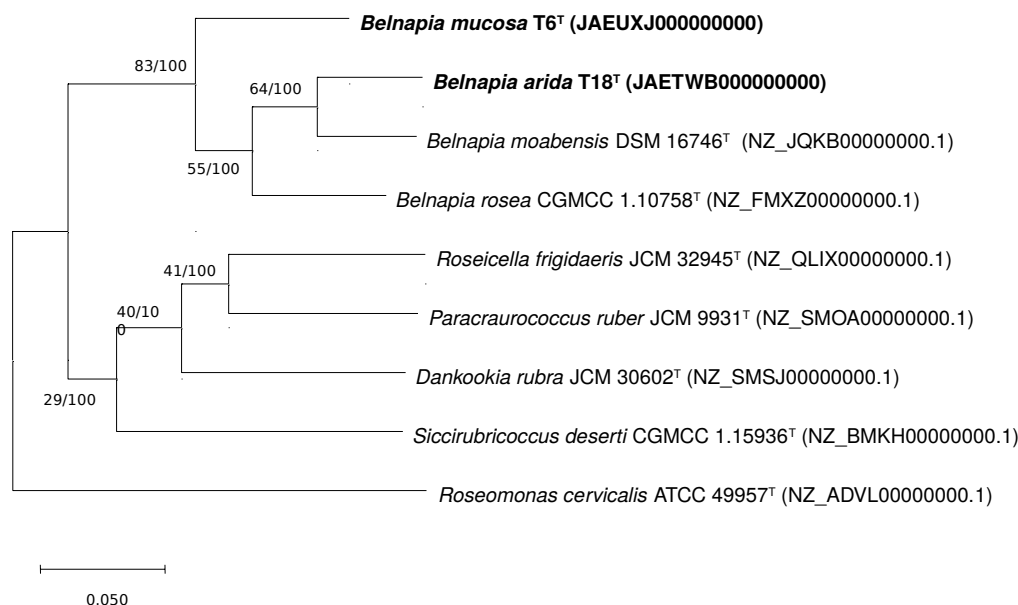 Belnapia mucosa T6ᵀ (JAEUXJ000000000)
83/100
Belnapia arida T18ᵀ (JAETWB000000000)
64/100
Belnapia moabensis DSM 16746ᵀ (NZ_JQKB00000000.1)
55/100
Belnapia rosea CGMCC 1.10758ᵀ (NZ_FMXZ00000000.1)
Roseicella frigidaeris JCM 32945ᵀ (NZ_QLIX00000000.1)
41/100
40/10
0
Paracraurococcus ruber JCM 9931ᵀ (NZ_SMOA00000000.1)
Dankookia rubra JCM 30602ᵀ (NZ_SMSJ00000000.1)
29/100
Siccirubricoccus deserti CGMCC 1.15936ᵀ (NZ_BMKH00000000.1)
Roseomonas cervicalis ATCC 49957ᵀ (NZ_ADVL00000000.1)
0.050